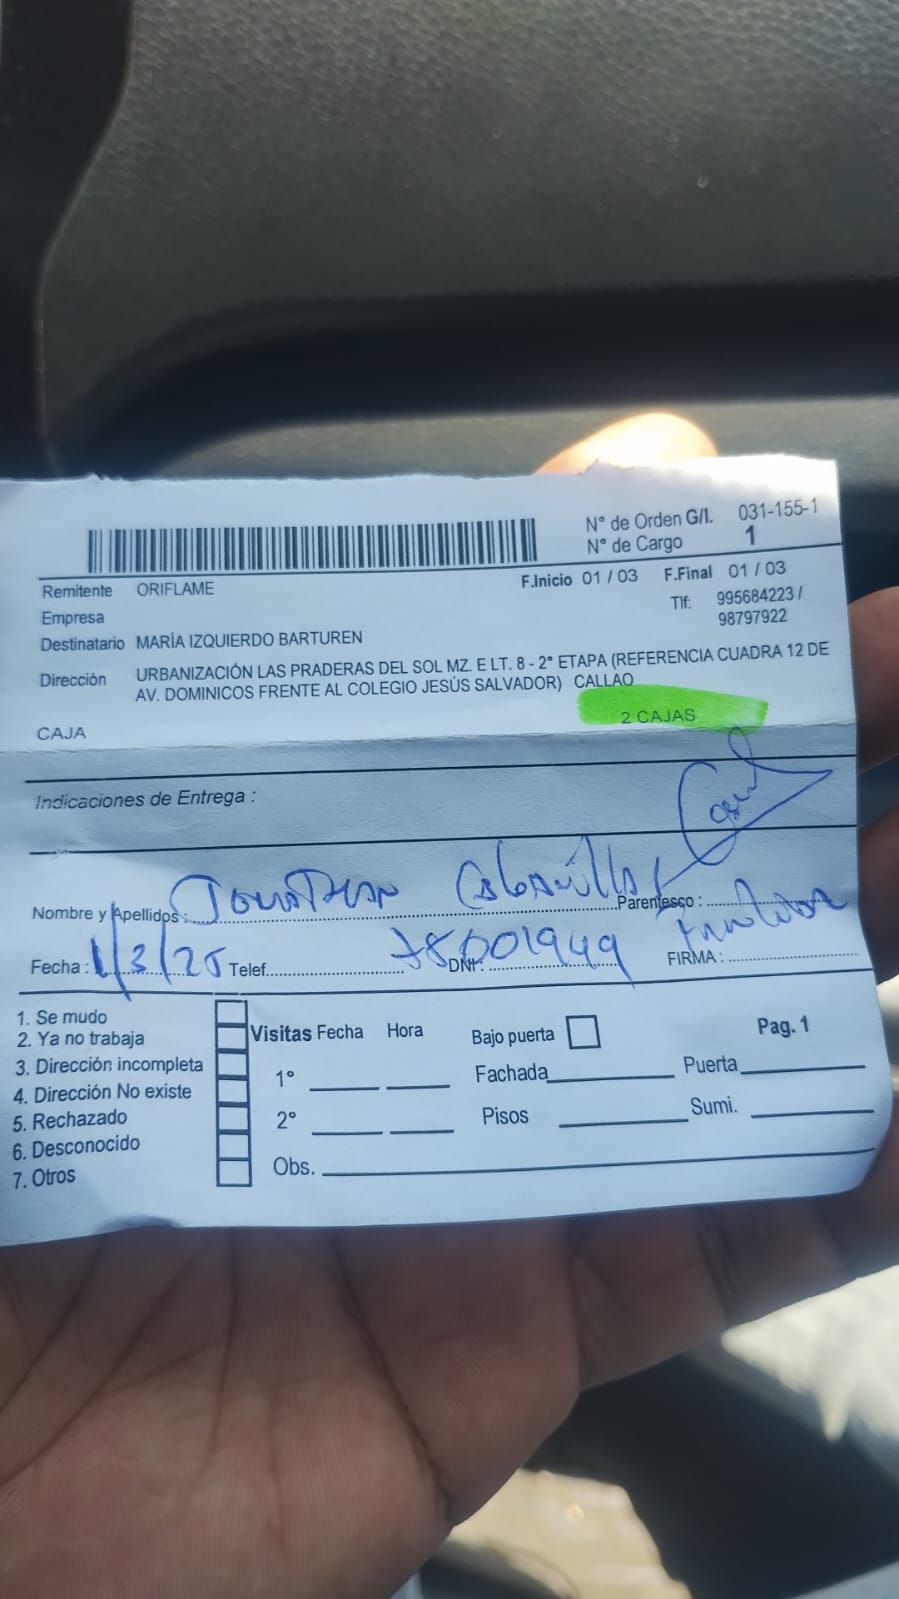 N° de Orden G/I. 031-155-1
N° de Cargo 1
Remitente ORIFLAME F.Inicio 01 / 03 F.Final 01 / 03
Empresa Tlf: 995684223 /
98797922
Destinatario MARÍA IZQUIERDO BARTUREN
Dirección URBANIZACIÓN LAS PRADERAS DEL SOL MZ. E LT. 8 - 2° ETAPA (REFERENCIA CUADRA 12 DE
AV. DOMINICOS FRENTE AL COLEGIO JESÚS SALVADOR) CALLAO
CAJA 2 CAJAS
Indicaciones de Entrega :
Nombre y Apellidos: Jonathan Parentesco :
Fecha : 1/3/25 Telef. DNI: 78001949 FIRMA :
1. Se mudo
2. Ya no trabaja
3. Dirección incompleta
4. Dirección No existe
5. Rechazado
6. Desconocido
7. Otros
Visitas Fecha Hora Bajo puerta Pag. 1
1° Fachada Puerta
2° Pisos Sumi.
Obs.